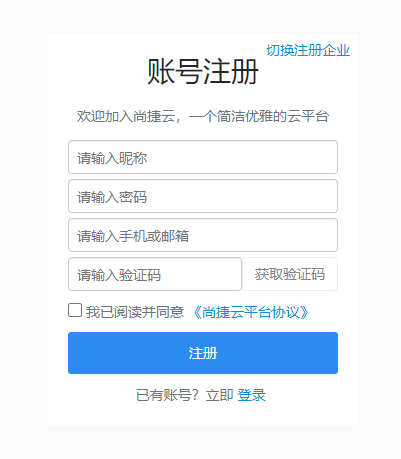 切换注册企业
账号注册
欢迎加入尚捷云，一个简洁优雅的云平台
请输入昵称
请输入密码
请输入手机或邮箱
请输入验证码 获取验证码
我已阅读并同意 《尚捷云平台协议》
注册
已有账号？立即 登录